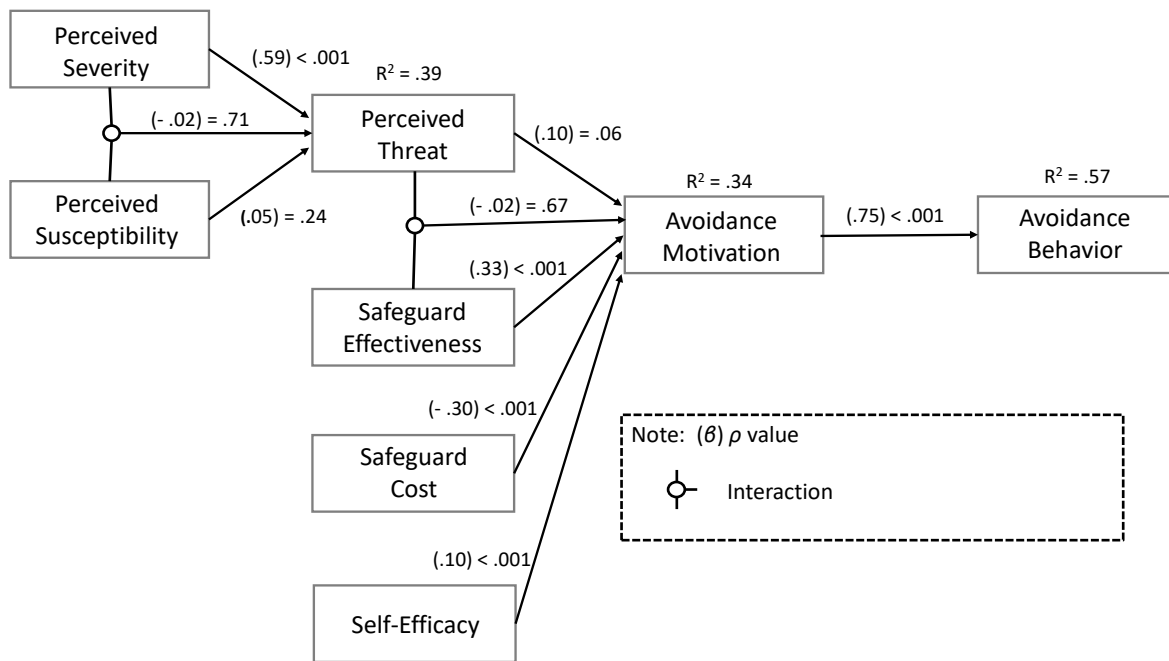 Perceived
Severity
(.59) < .001
R² = .39
(- .02) = .71
Perceived
Threat
(.10) = .06
Perceived
Susceptibility
(.05) = .24
R² = .34
R² = .57
(- .02) = .67
Avoidance
Motivation
(.75) < .001
Avoidance
Behavior
(.33) < .001
Safeguard
Effectiveness
(- .30) < .001
Safeguard
Cost
Note: (β) ρ value
Interaction
(.10) < .001
Self-Efficacy